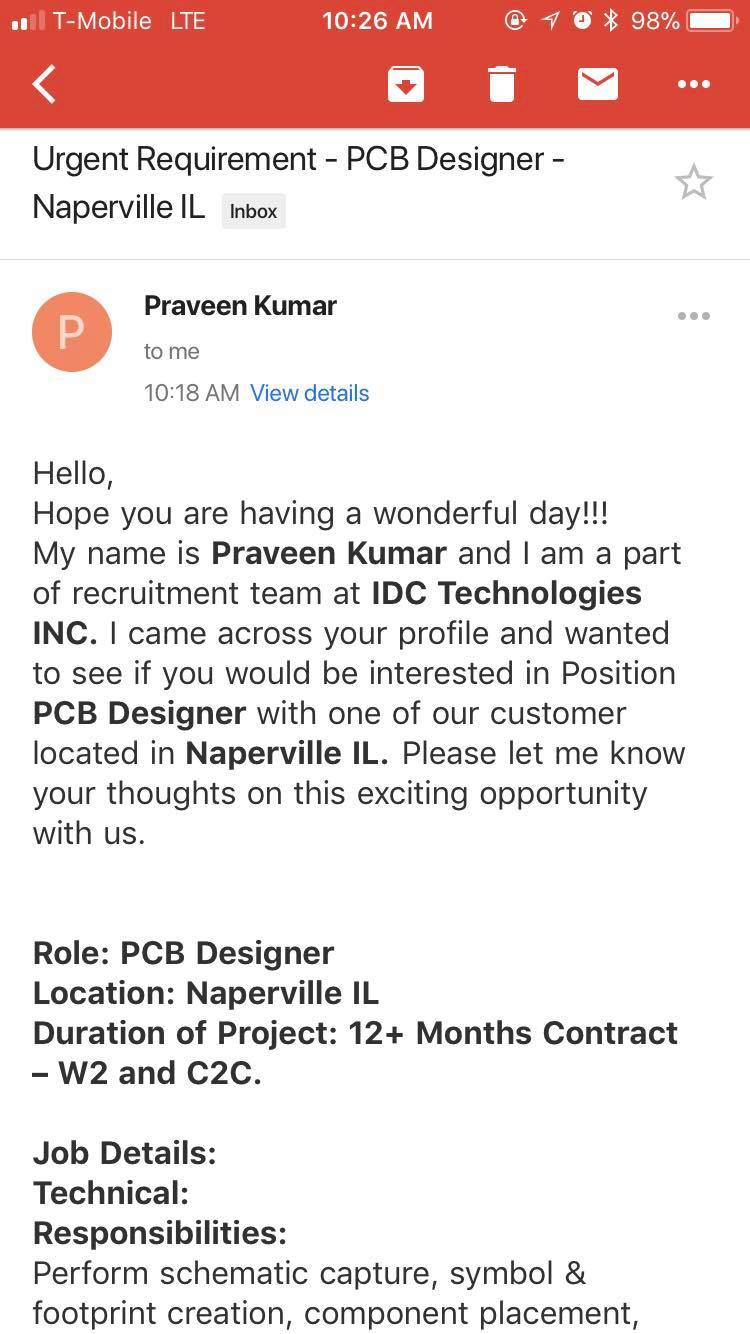 T-Mobile LTE 10:26 AM 98%
Urgent Requirement - PCB Designer -
Naperville IL Inbox
P
Praveen Kumar
to me
10:18 AM View details
Hello,
Hope you are having a wonderful day!!!
My name is Praveen Kumar and I am a part
of recruitment team at IDC Technologies
INC. I came across your profile and wanted
to see if you would be interested in Position
PCB Designer with one of our customer
located in Naperville IL. Please let me know
your thoughts on this exciting opportunity
with us.
Role: PCB Designer
Location: Naperville IL
Duration of Project: 12+ Months Contract
– W2 and C2C.
Job Details:
Technical:
Responsibilities:
Perform schematic capture, symbol &
footprint creation, component placement,